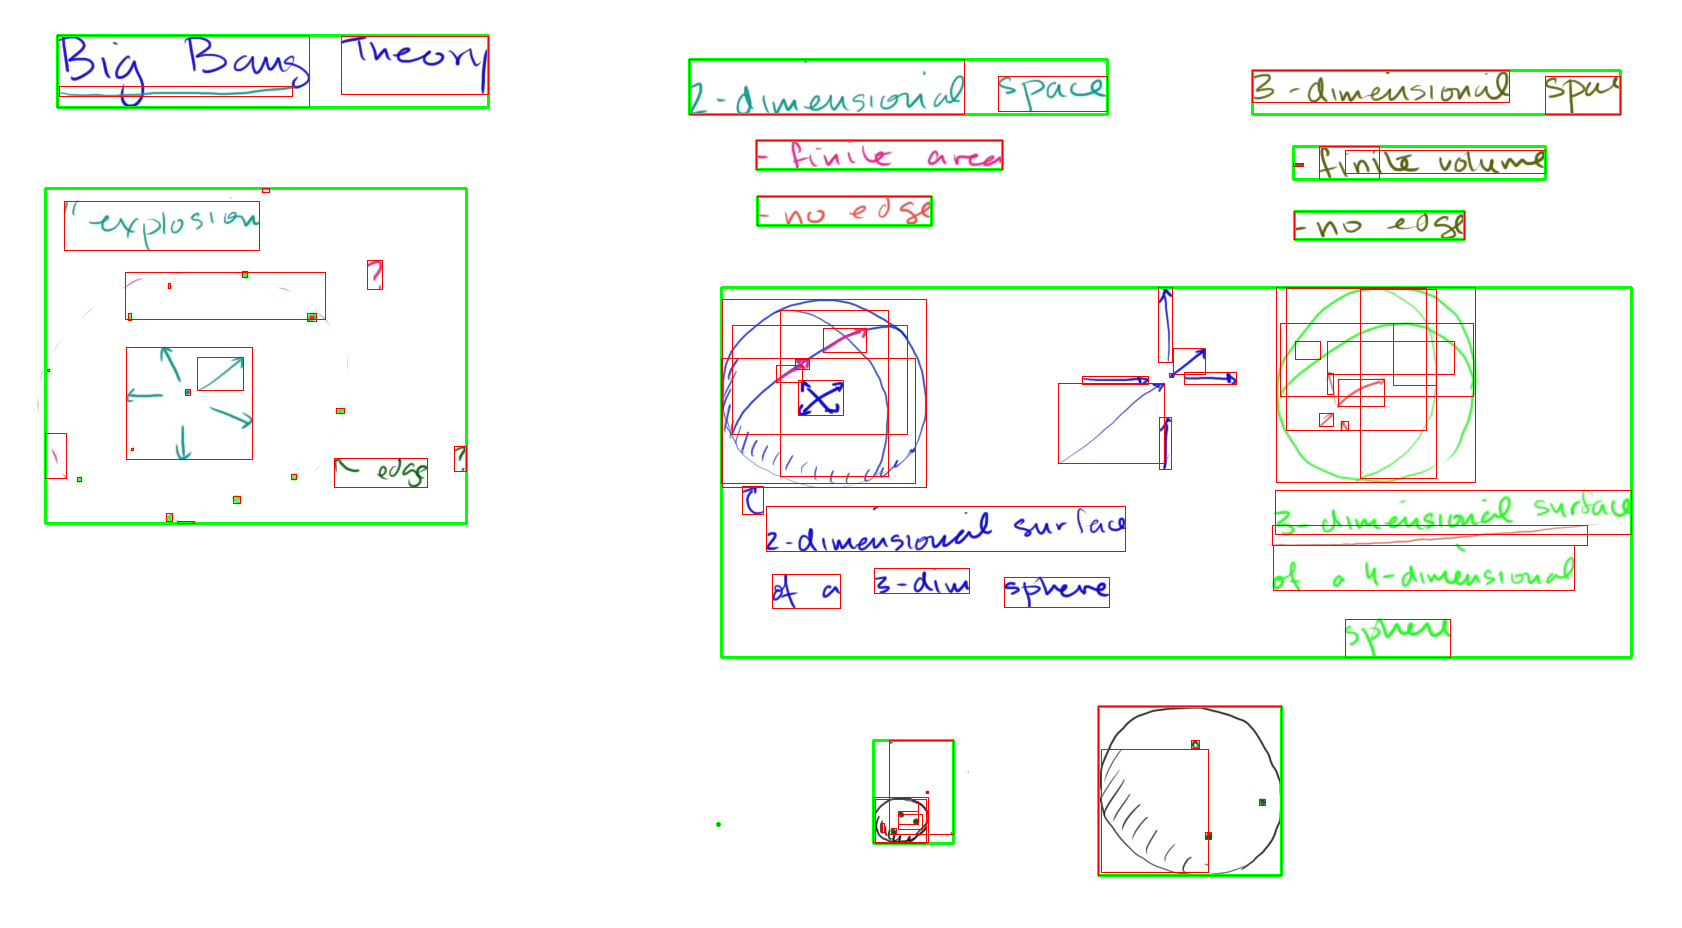 Big Bang Theory
"explosion
?
edge
?
2-dimensional space
- finite area
- no edge
2-dimensional surface
of a 3-dim sphere
3-dimensional spac
- finite volume
- no edge
3-dimensional surface
of a 4-dimensional
sphere